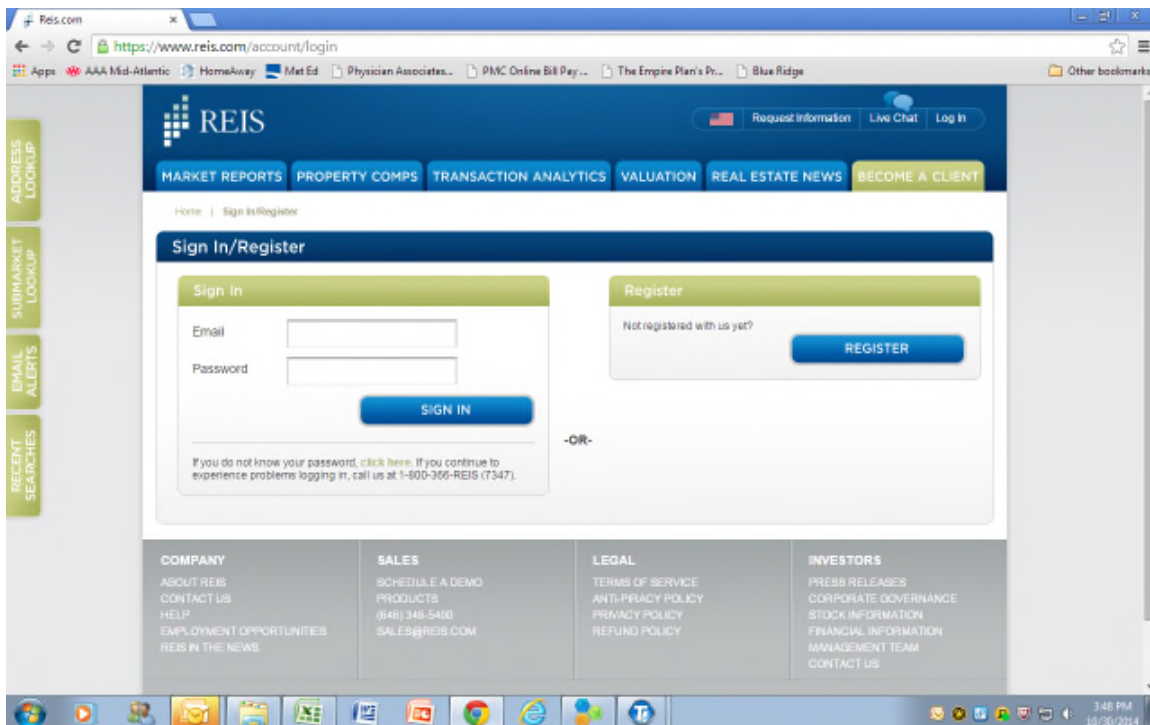 Reis.com
https://www.reis.com/account/login
Apps AAA Mid-Atlantic HomeAway Met Ed Physician Associates... PMC Online Bill Pay... The Empire Plan's Pr... Blue Ridge Other bookmarks
REIS
Request Information Live Chat Log In
MARKET REPORTS PROPERTY COMPS TRANSACTION ANALYTICS VALUATION REAL ESTATE NEWS BECOME A CLIENT
ADDRESS
LOOKUP
SUBMARKET
LOOKUP
EMAIL
ALERTS
RECENT
SEARCHES
Home | Sign In/Register
Sign In/Register
Sign In
Email
Password
SIGN IN
If you do not know your password, click here. If you continue to
experience problems logging in, call us at 1-800-366-REIS (7347).
-OR-
Register
Not registered with us yet?
REGISTER
COMPANY
ABOUT REIS
CONTACT US
HELP
EMPLOYMENT OPPORTUNITIES
REIS IN THE NEWS
SALES
SCHEDULE A DEMO
PRODUCTS
(646) 346-5400
SALES@REIS.COM
LEGAL
TERMS OF SERVICE
ANTI-PIRACY POLICY
PRIVACY POLICY
REFUND POLICY
INVESTORS
PRESS RELEASES
CORPORATE GOVERNANCE
STOCK INFORMATION
FINANCIAL INFORMATION
MANAGEMENT TEAM
CONTACT US
3:48 PM
10/30/2014